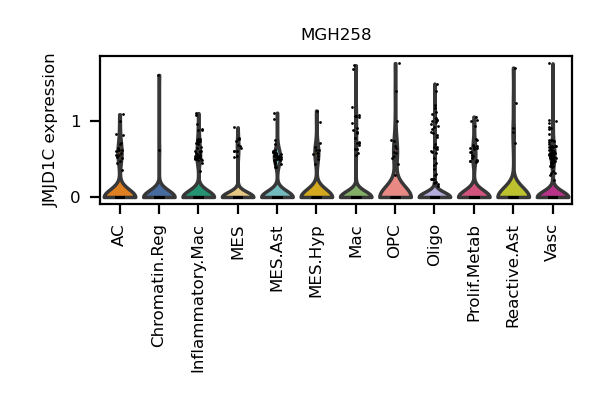 MGH258
JMJD1C expression
1
0
AC
Chromatin.Reg
Inflammatory.Mac
MES
MES.Ast
MES.Hyp
Mac
OPC
Oligo
Prolif.Metab
Reactive.Ast
Vasc